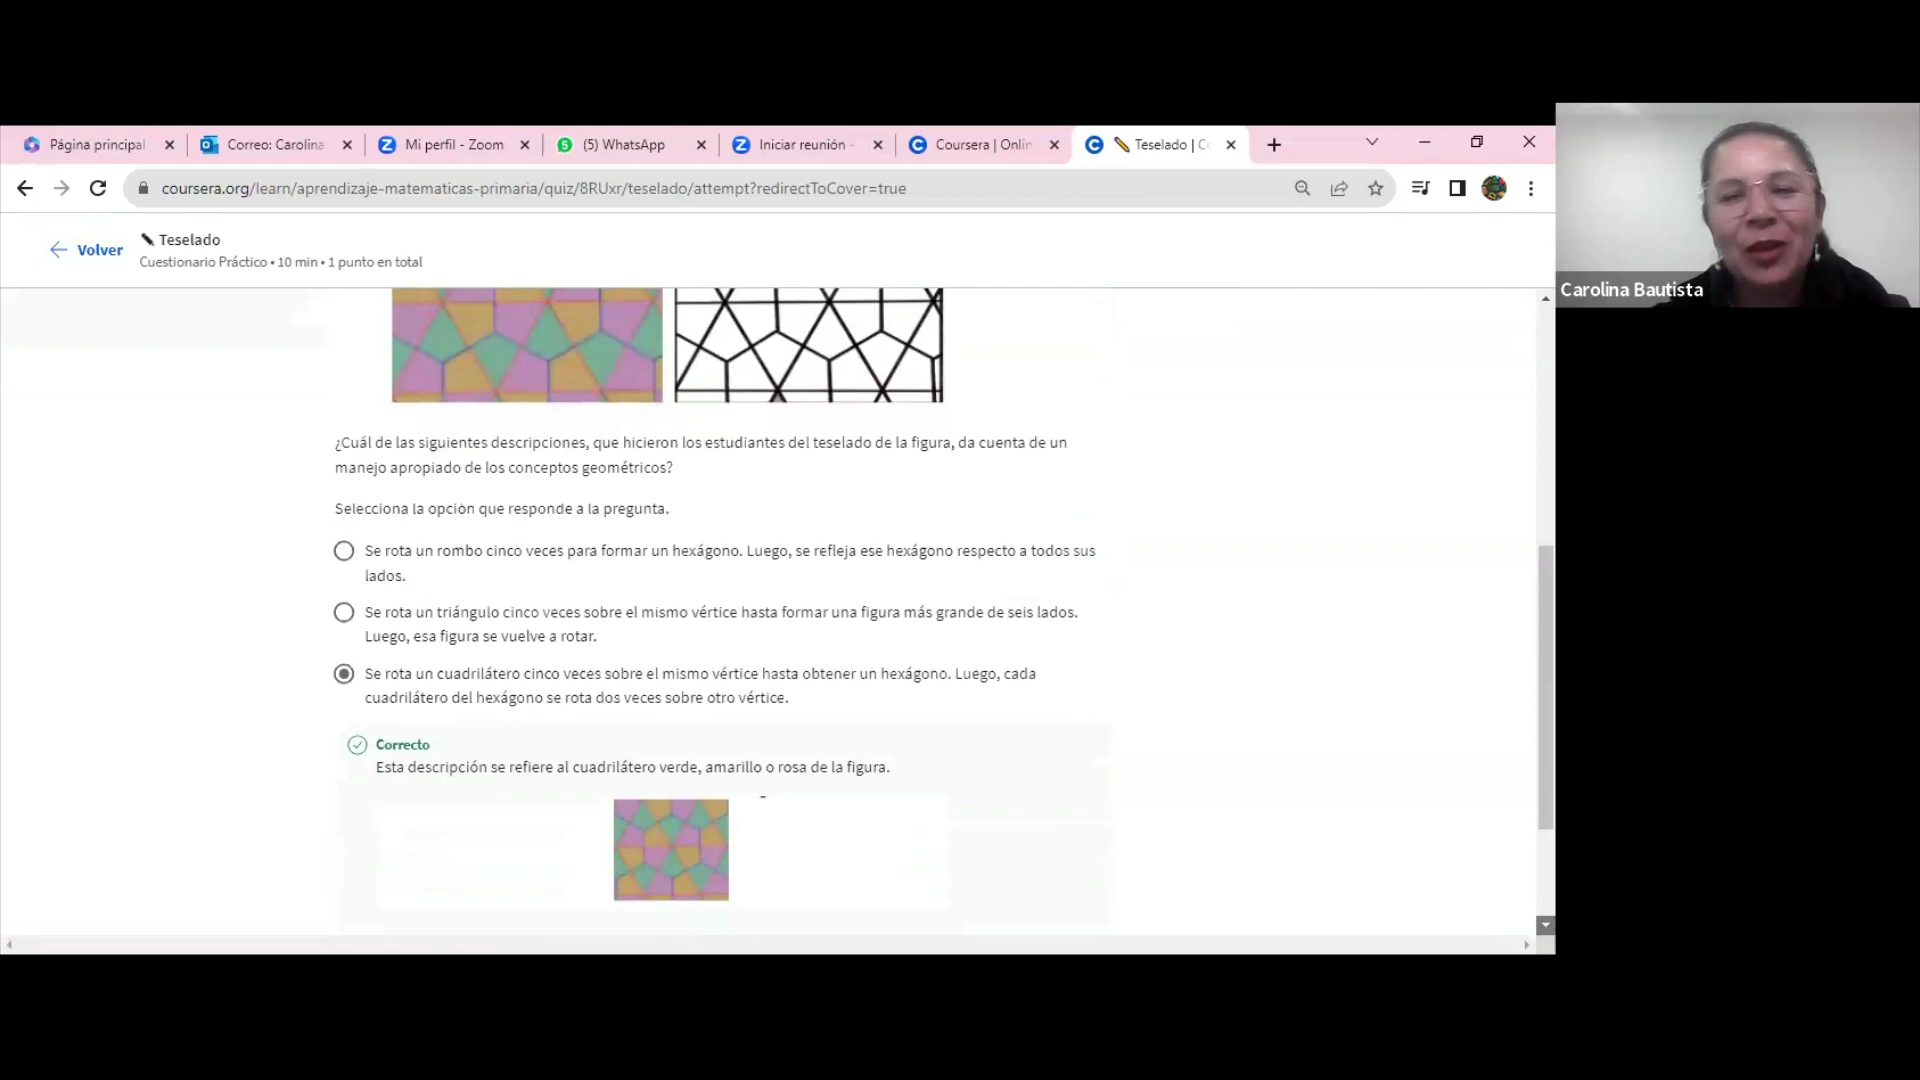 Página principal
Correo: Carolina
Mi perfil - Zoom
(5) WhatsApp
Iniciar reunión -
Coursera | Onlin
Teselado | Co
coursera.org/learn/aprendizaje-matematicas-primaria/quiz/8RUxr/teselado/attempt?redirectToCover=true
Volver
Teselado
Cuestionario Práctico • 10 min • 1 punto en total
Carolina Bautista
¿Cuál de las siguientes descripciones, que hicieron los estudiantes del teselado de la figura, da cuenta de un
manejo apropiado de los conceptos geométricos?
Selecciona la opción que responde a la pregunta.
Se rota un rombo cinco veces para formar un hexágono. Luego, se refleja ese hexágono respecto a todos sus
lados.
Se rota un triángulo cinco veces sobre el mismo vértice hasta formar una figura más grande de seis lados.
Luego, esa figura se vuelve a rotar.
Se rota un cuadrilátero cinco veces sobre el mismo vértice hasta obtener un hexágono. Luego, cada
cuadrilátero del hexágono se rota dos veces sobre otro vértice.
Correcto
Esta descripción se refiere al cuadrilátero verde, amarillo o rosa de la figura.